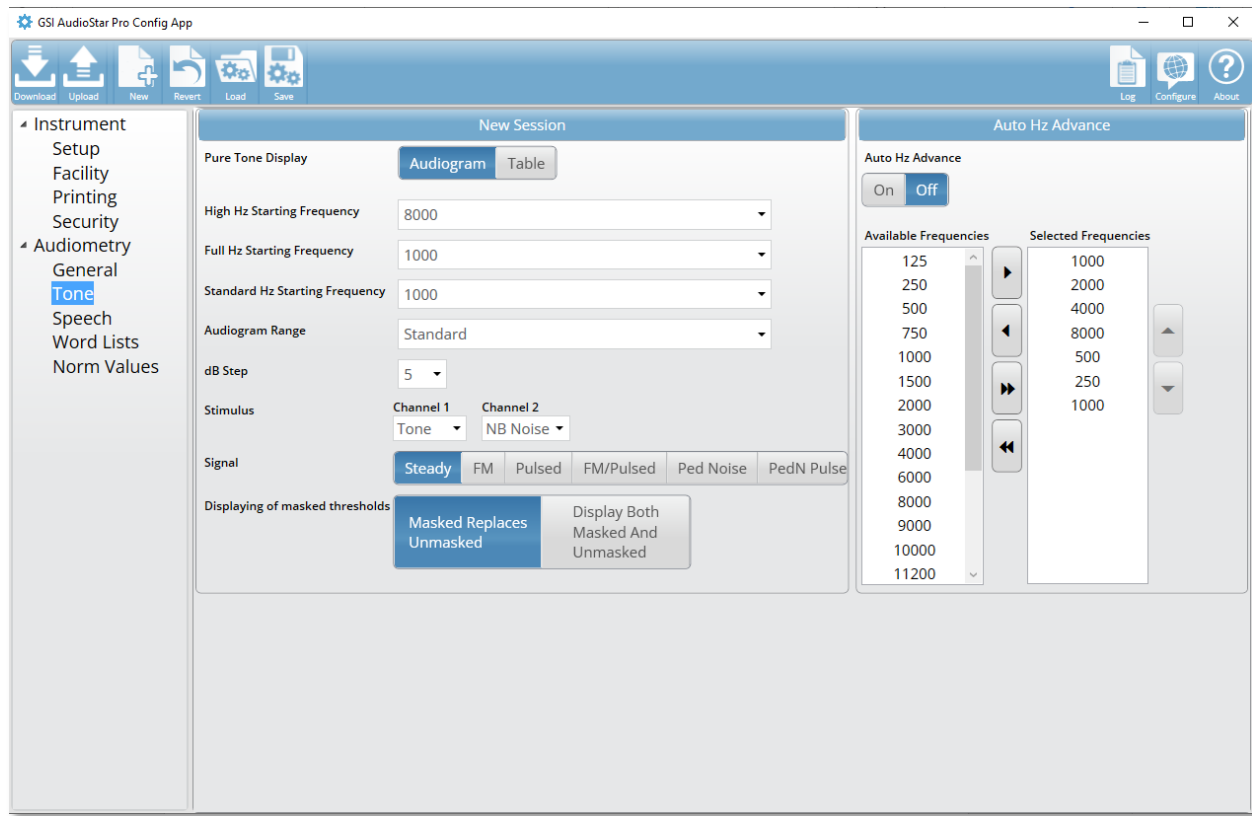 GSI AudioStar Pro Config App
Download Upload New Revert Load Save Log Configure About
Instrument
Setup
Facility
Printing
Security
Audiometry
General
Tone
Speech
Word Lists
Norm Values
New Session
Pure Tone Display
Audiogram Table
High Hz Starting Frequency
8000
Full Hz Starting Frequency
1000
Standard Hz Starting Frequency
1000
Audiogram Range
Standard
dB Step
5
Stimulus
Channel 1 Channel 2
Tone NB Noise
Signal
Steady FM Pulsed FM/Pulsed Ped Noise PedN Pulse
Displaying of masked thresholds
Masked Replaces
Unmasked
Display Both
Masked And
Unmasked
Auto Hz Advance
Auto Hz Advance
On Off
Available Frequencies
125
250
500
750
1000
1500
2000
3000
4000
6000
8000
9000
10000
11200
Selected Frequencies
1000
2000
4000
8000
500
250
1000